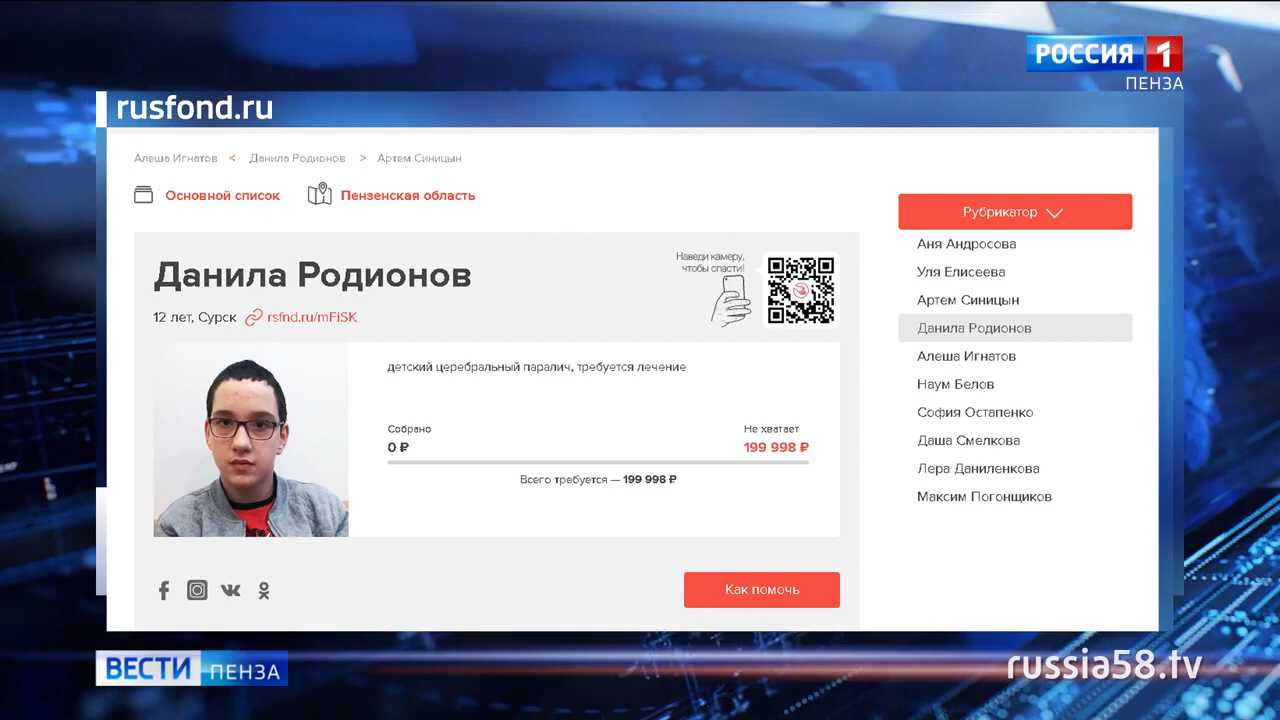 РОССИЯ 1
ПЕНЗА
rusfond.ru
Алеша Игнатов < Данила Родионов > Артем Синицын
Основной список Пензенская область
Рубрикатор
Аня Андросова
Уля Елисеева
Артем Синицын
Данила Родионов
Алеша Игнатов
Наум Белов
София Остапенко
Даша Смелкова
Лера Даниленкова
Максим Погонщиков
Данила Родионов
Наведи камеру,
чтобы спасти!
12 лет, Сурск rsfnd.ru/mFiSK
детский церебральный паралич, требуется лечение
Собрано Не хватает
0 ₽ 199 998 ₽
Всего требуется — 199 998 ₽
Как помочь
ВЕСТИ ПЕНЗА
russia58.tv